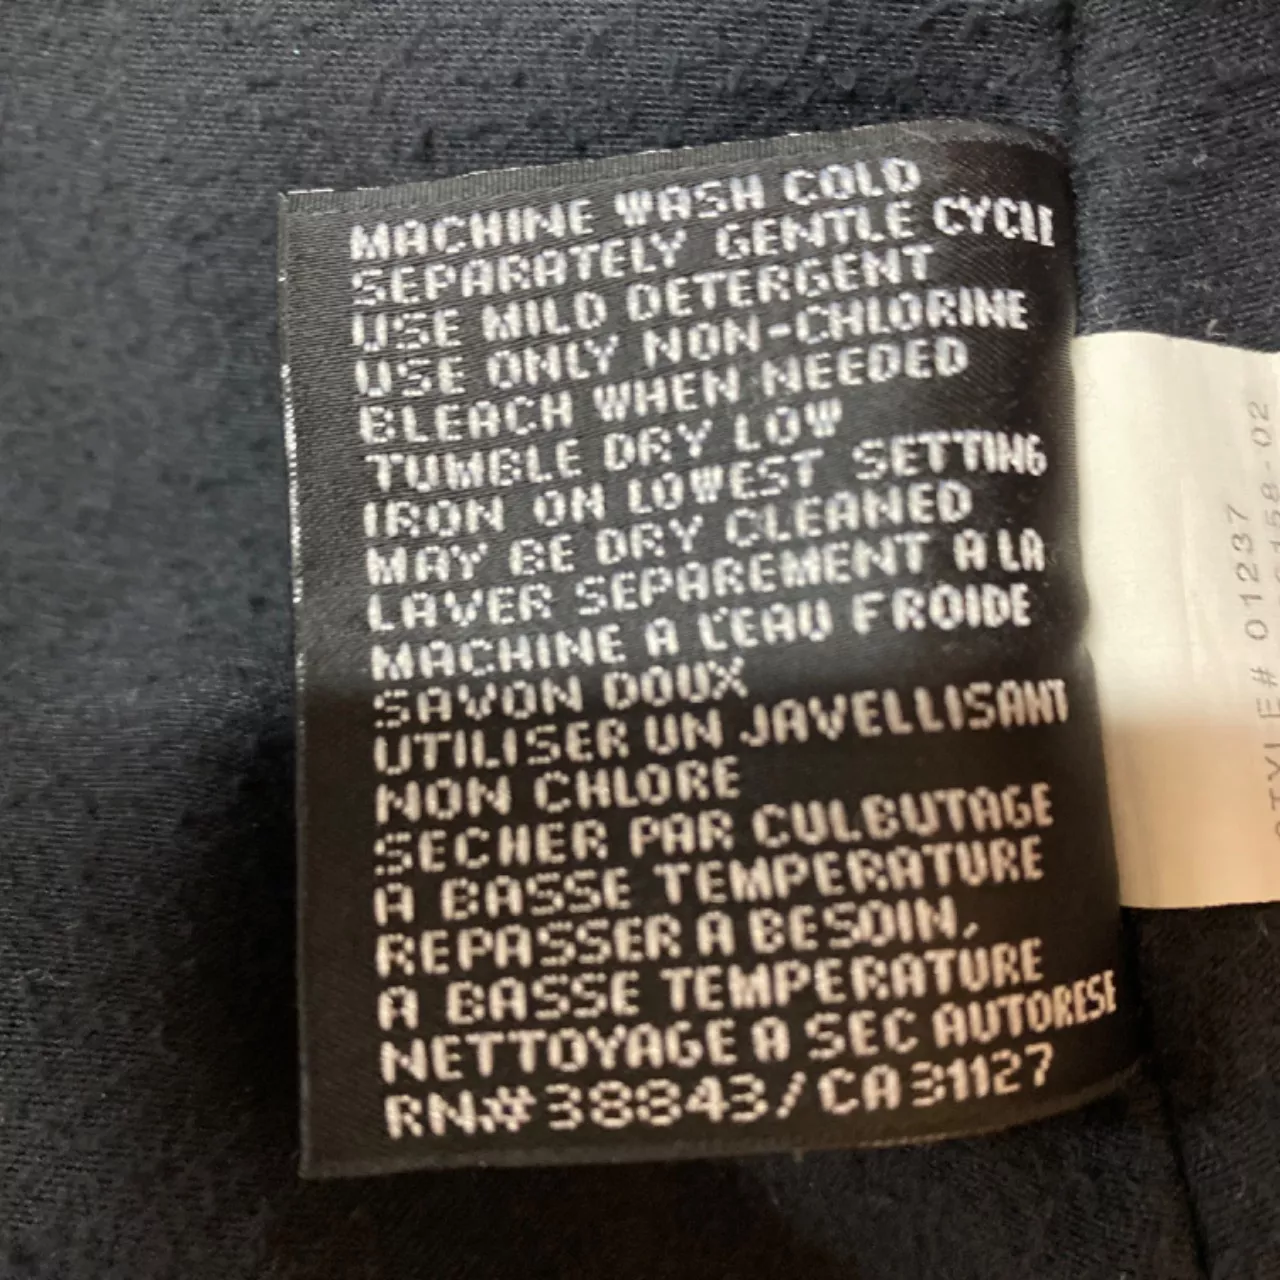 MACHINE WASH COLD
SEPARATELY GENTLE CYCLE
USE MILD DETERGENT
USE ONLY NON-CHLORINE
BLEACH WHEN NEEDED
TUMBLE DRY LOW
IRON ON LOWEST SETTING
MAY BE DRY CLEANED
LAVER SEPAREMENT A LA
MACHINE A L'EAU FROIDE
SAVON DOUX
UTILISER UN JAVELLISANT
NON CHLORE
SECHER PAR CULBUTAGE
A BASSE TEMPERATURE
REPASSER A BESOIN,
A BASSE TEMPERATURE
NETTOYAGE A SEC AUTORESE
RN#38843/CA31127
STYLE# 01237